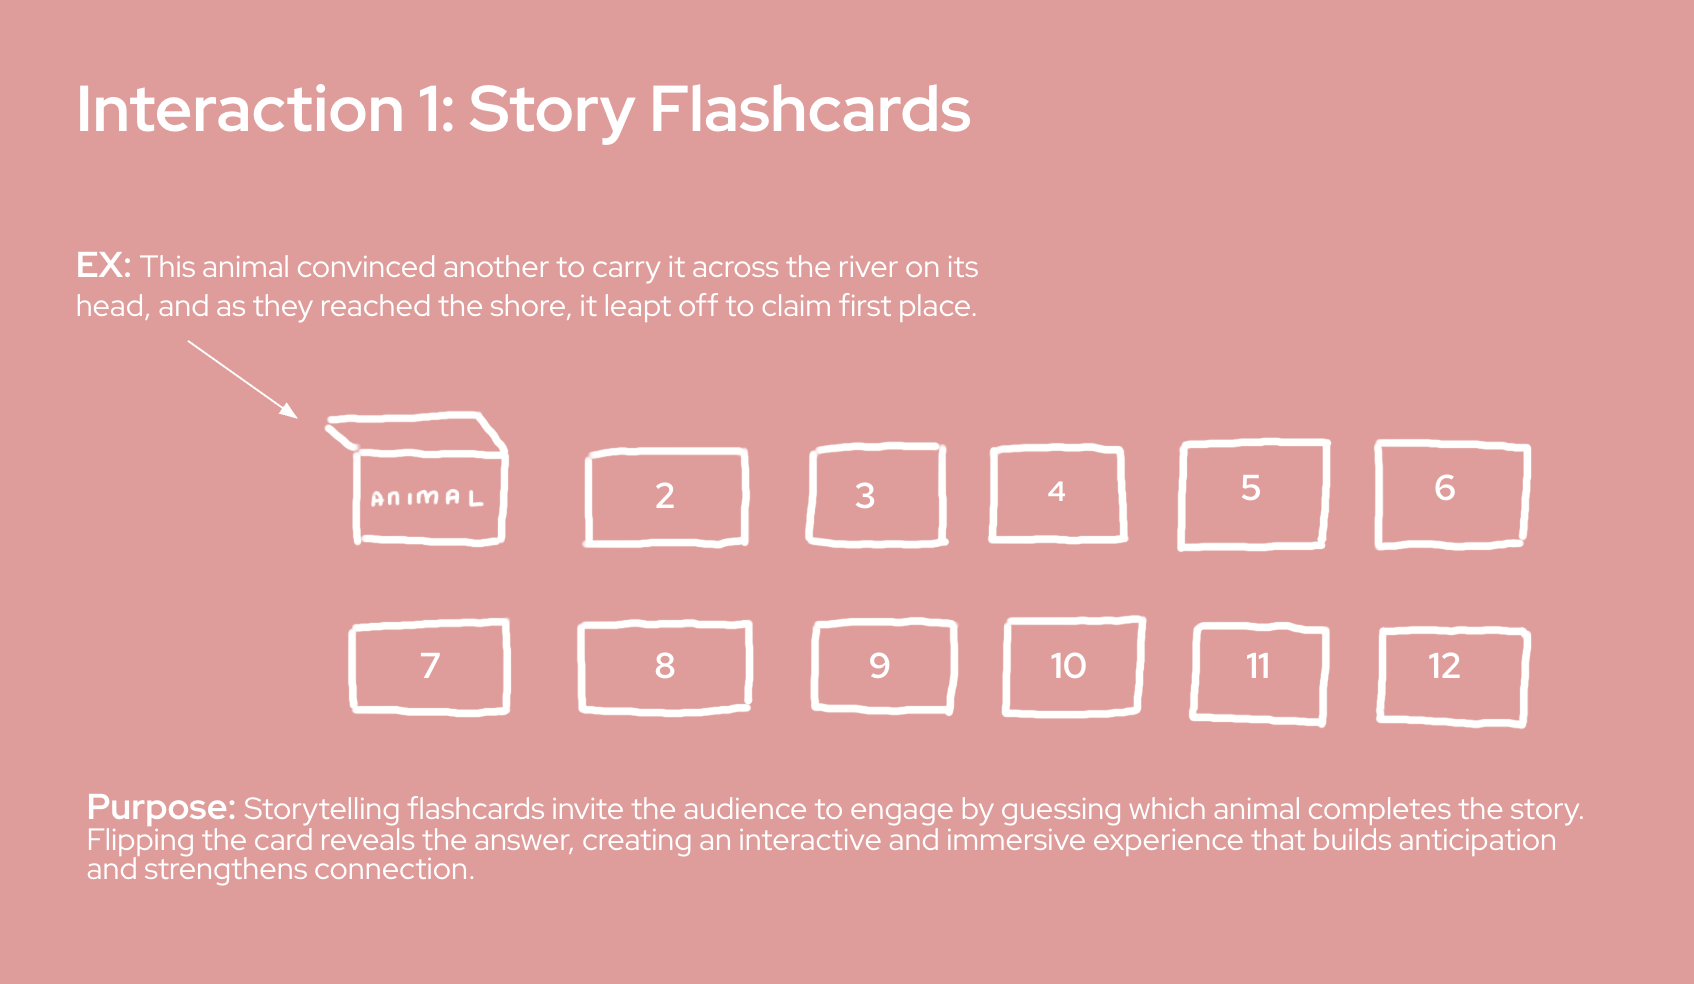 Interaction 1: Story Flashcards
EX: This animal convinced another to carry it across the river on its
head, and as they reached the shore, it leapt off to claim first place.
ANIMAL 2 3 4 5 6
7 8 9 10 11 12
Purpose: Storytelling flashcards invite the audience to engage by guessing which animal completes the story.
Flipping the card reveals the answer, creating an interactive and immersive experience that builds anticipation
and strengthens connection.